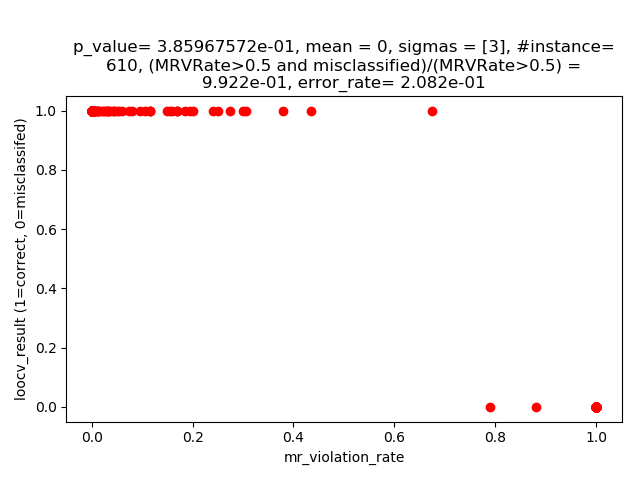 p_value= 3.85967572e-01, mean = 0, sigmas = [3], #instance=
610, (MRVRate>0.5 and misclassified)/(MRVRate>0.5) =
9.922e-01, error_rate= 2.082e-01
1.0
0.8
0.6
0.4
0.2
0.0
loocv_result (1=correct, 0=misclassifed)
0.0 0.2 0.4 0.6 0.8 1.0
mr_violation_rate